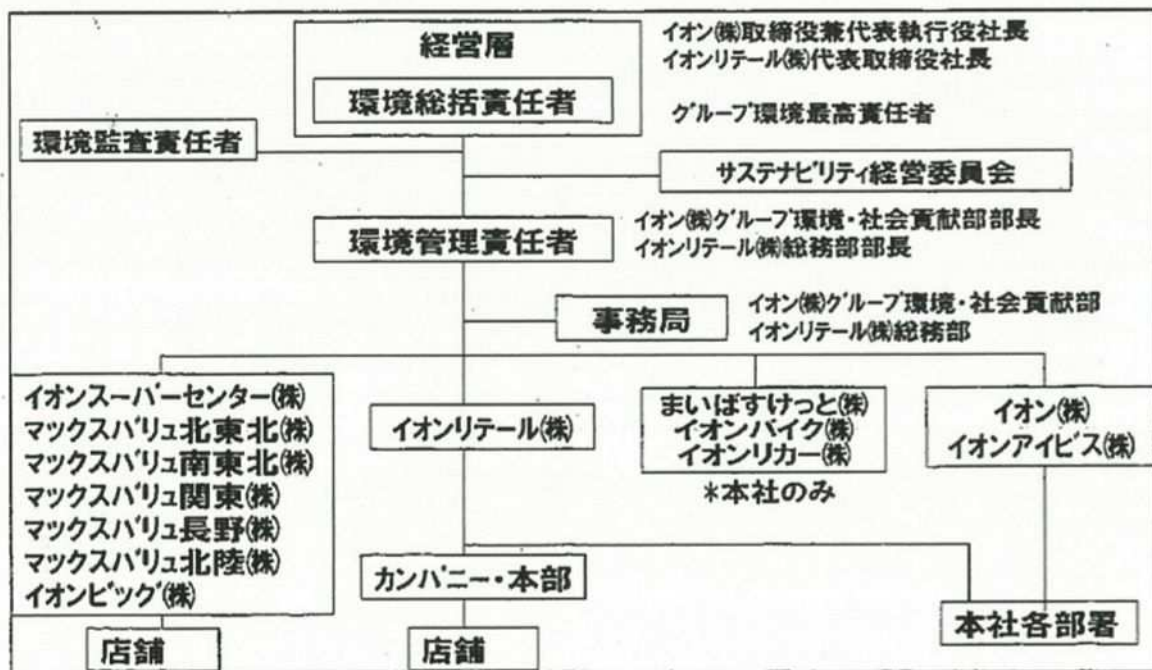 経営層
イオン㈱取締役兼代表執行役社長
イオンリテール㈱代表取締役社長
環境総括責任者
グループ環境最高責任者
環境監査責任者
サステナビリティ経営委員会
環境管理責任者
イオン㈱グループ環境・社会貢献部部長
イオンリテール㈱総務部部長
事務局
イオン㈱グループ環境・社会貢献部
イオンリテール㈱総務部
イオンスーパーセンター㈱
マックスバリュ北東北㈱
マックスバリュ南東北㈱
マックスバリュ関東㈱
マックスバリュ長野㈱
マックスバリュ北陸㈱
イオンビッグ㈱
イオンリテール㈱
まいばすけっと㈱
イオンバイク㈱
イオンリカー㈱
*本社のみ
イオン㈱
イオンアイビス㈱
カンパニー・本部
本社各部署
店舗
店舗